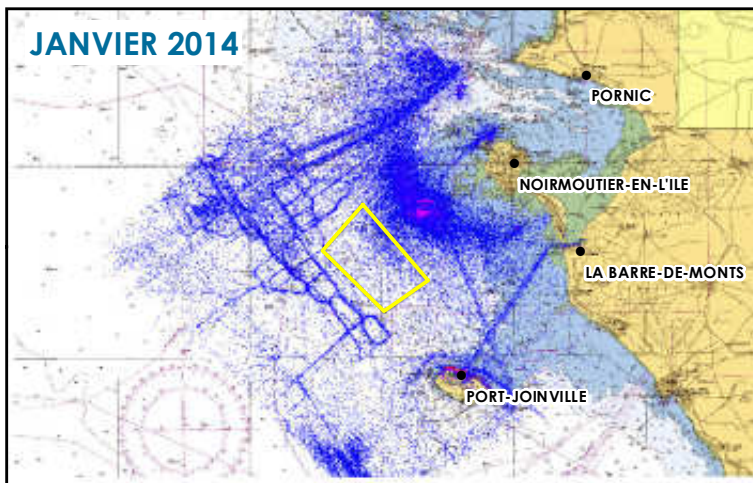 JANVIER 2014
PORNIC
NOIRMOUTIER-EN-L'ILE
LA BARRE-DE-MONTS
PORT-JOINVILLE